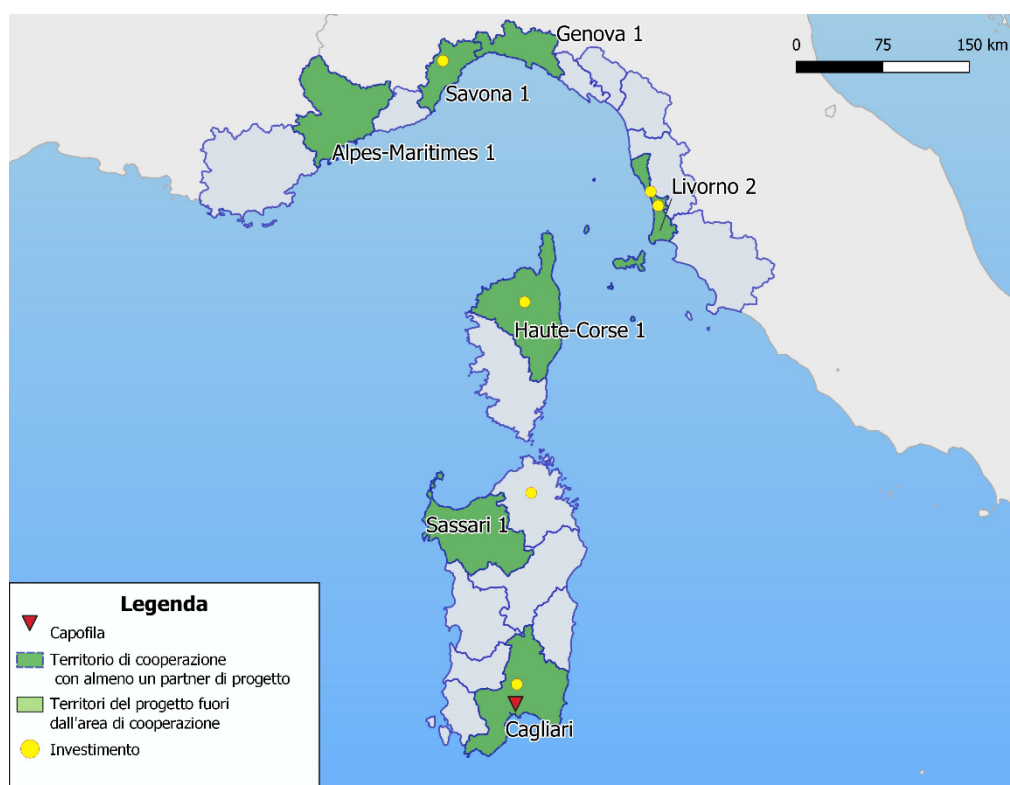 Genova 1
0 75 150 km
Savona 1
Alpes-Maritimes 1
Livorno 2
Haute-Corse 1
Sassari 1
Cagliari
Legenda
Capofila
Territorio di cooperazione
con almeno un partner di progetto
Territori del progetto fuori
dall'area di cooperazione
Investimento